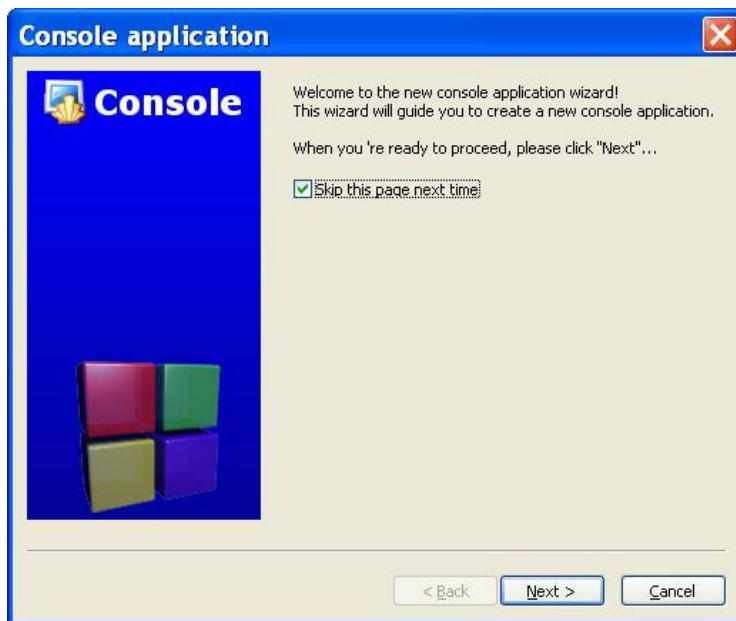 Console application
Console
Welcome to the new console application wizard!
This wizard will guide you to create a new console application.
When you 're ready to proceed, please click "Next"...
Skip this page next time
< Back
Next >
Cancel